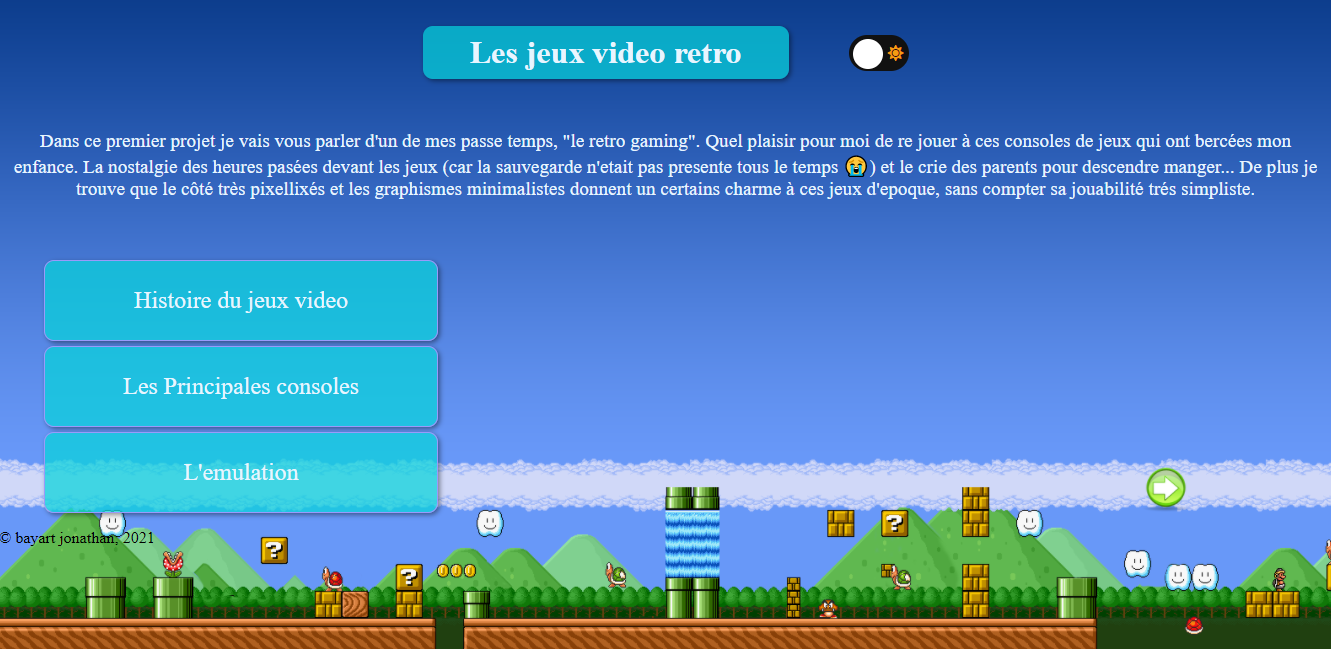 Les jeux video retro
Dans ce premier projet je vais vous parler d'un de mes passe temps, "le retro gaming". Quel plaisir pour moi de re jouer à ces consoles de jeux qui ont bercées mon
enfance. La nostalgie des heures pasées devant les jeux (car la sauvegarde n'etait pas presente tous le temps 😭) et le crie des parents pour descendre manger... De plus je
trouve que le côté très pixellixés et les graphismes minimalistes donnent un certains charme à ces jeux d'epoque, sans compter sa jouabilité trés simpliste.
Histoire du jeux video
Les Principales consoles
L'emulation
© bayart jonathan, 2021
?
?
?